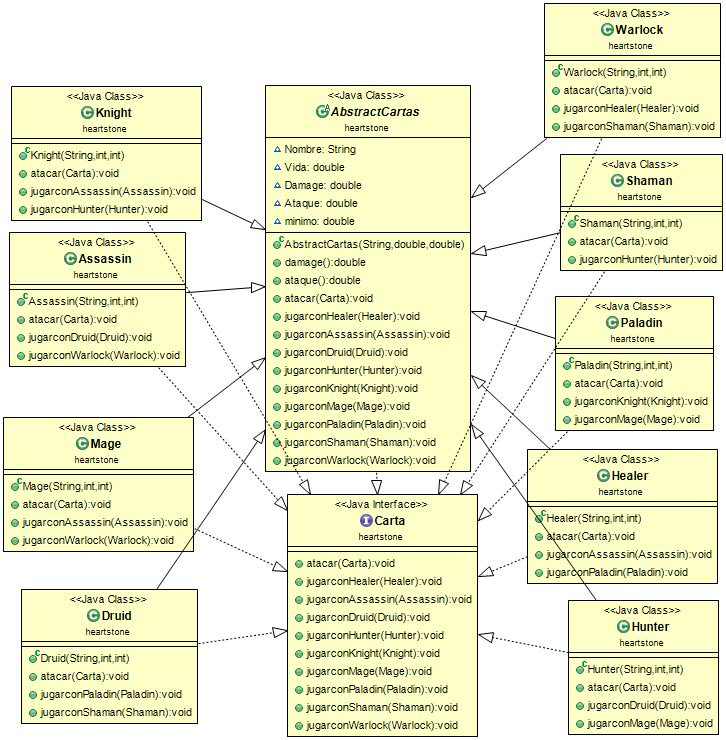 <<Java Class>>
Warlock
heartstone
Warlock(String,int,int)
atacar(Carta):void
jugarconHealer(Healer):void
jugarconShaman(Shaman):void
<<Java Class>>
Knight
heartstone
Knight(String,int,int)
atacar(Carta):void
jugarconAssassin(Assassin):void
jugarconHunter(Hunter):void
<<Java Class>>
AbstractCartas
heartstone
Nombre: String
Vida: double
Damage: double
Ataque: double
minimo: double
AbstractCartas(String,double,double)
damage():double
ataque():double
atacar(Carta):void
jugarconHealer(Healer):void
jugarconAssassin(Assassin):void
jugarconDruid(Druid):void
jugarconHunter(Hunter):void
jugarconKnight(Knight):void
jugarconMage(Mage):void
jugarconPaladin(Paladin):void
jugarconShaman(Shaman):void
jugarconWarlock(Warlock):void
<<Java Class>>
Shaman
heartstone
Shaman(String,int,int)
atacar(Carta):void
jugarconHunter(Hunter):void
<<Java Class>>
Assassin
heartstone
Assassin(String,int,int)
atacar(Carta):void
jugarconDruid(Druid):void
jugarconWarlock(Warlock):void
<<Java Class>>
Paladin
heartstone
Paladin(String,int,int)
atacar(Carta):void
jugarconKnight(Knight):void
jugarconMage(Mage):void
<<Java Class>>
Mage
heartstone
Mage(String,int,int)
atacar(Carta):void
jugarconAssassin(Assassin):void
jugarconWarlock(Warlock):void
<<Java Class>>
Healer
heartstone
Healer(String,int,int)
atacar(Carta):void
jugarconAssassin(Assassin):void
jugarconPaladin(Paladin):void
<<Java Interface>>
Carta
heartstone
atacar(Carta):void
jugarconHealer(Healer):void
jugarconAssassin(Assassin):void
jugarconDruid(Druid):void
jugarconHunter(Hunter):void
jugarconKnight(Knight):void
jugarconMage(Mage):void
jugarconPaladin(Paladin):void
jugarconShaman(Shaman):void
jugarconWarlock(Warlock):void
<<Java Class>>
Druid
heartstone
Druid(String,int,int)
atacar(Carta):void
jugarconPaladin(Paladin):void
jugarconShaman(Shaman):void
<<Java Class>>
Hunter
heartstone
Hunter(String,int,int)
atacar(Carta):void
jugarconDruid(Druid):void
jugarconMage(Mage):void